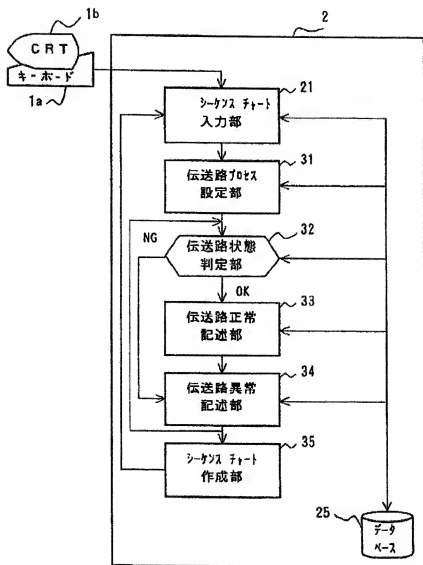 1b
CRT
キーボード
1a
2
シーケンス チャート
入力部
21
伝送路プロセス
設定部
31
NG
伝送路状態
判定部
32
OK
伝送路正常
記述部
33
伝送路異常
記述部
34
シーケンス チャート
作成部
35
25
データ
ベース